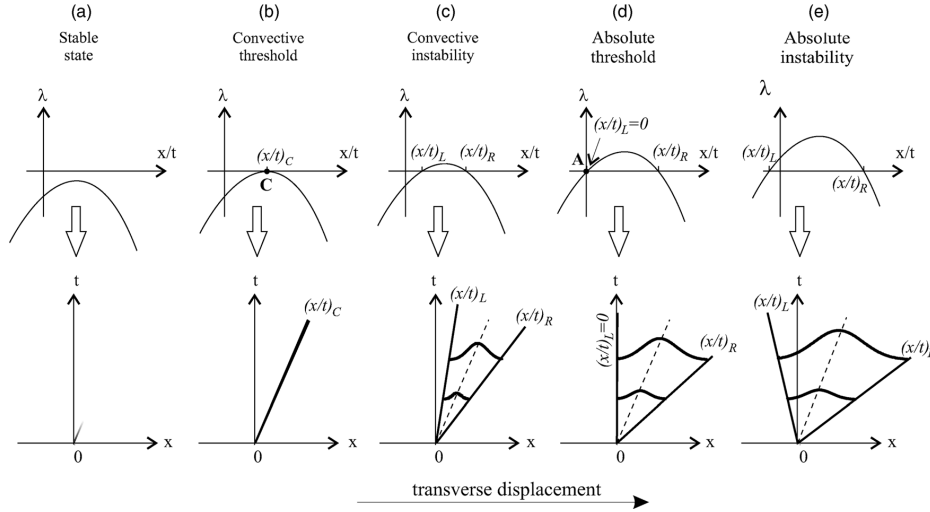 (a) (b) (c) (d) (e)
Stable state
Convective threshold
Convective instability
Absolute threshold
Absolute instability
λ λ λ λ λ
(x/t)L=0
x/t x/t x/t x/t x/t
(x/t)C
(x/t)L (x/t)R
A
(x/t)R
(x/t)L
C
(x/t)R
t t t t t
(x/t)C
(x/t)L
(x/t)R
(x/t)L=0
(x/t)R
(x/t)L
x x x x x
0 0 0 0 0
transverse displacement